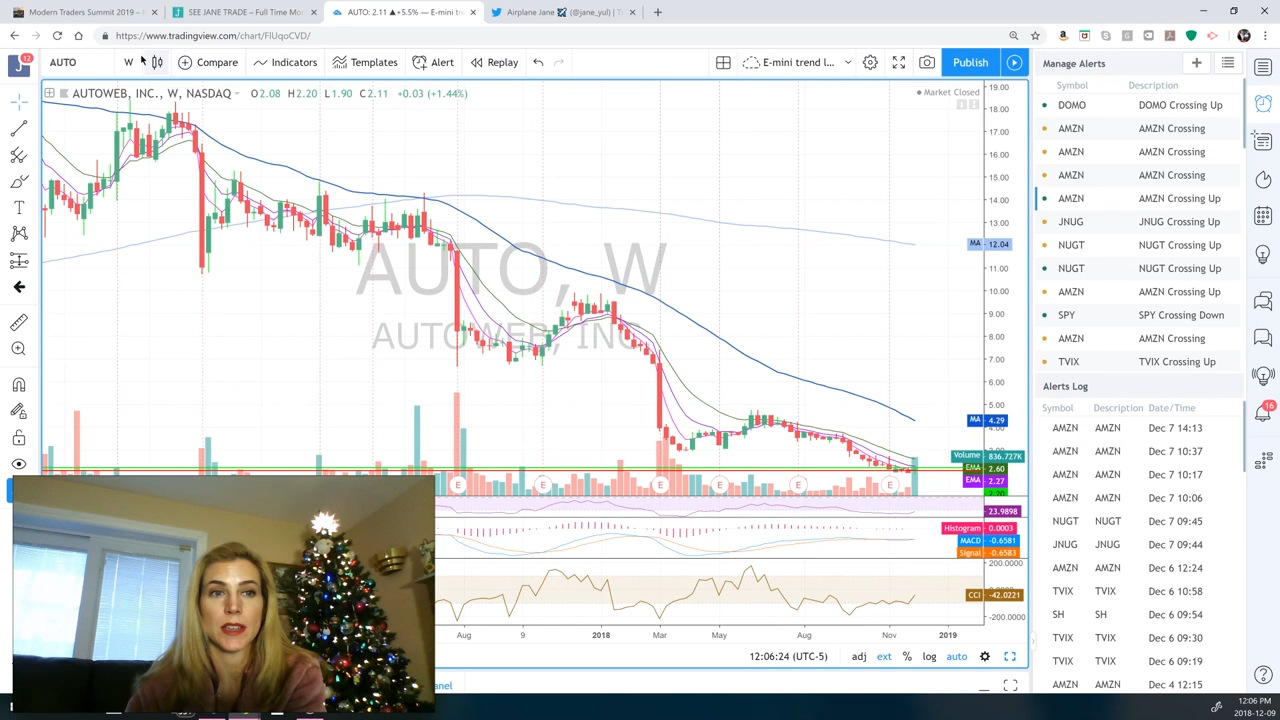 Modern Traders Summit 2019 –
SEE JANE TRADE – Full Time Mo
AUTO: 2.11 ▲+5.5% — E-mini tre
Airplane Jane
(@jane_yul) | T
https://www.tradingview.com/chart/FIUqoCVD/
J
12
AUTO
W
Compare
Indicators
Templates
Alert
Replay
E-mini trend l...
Publish
AUTOWEB, INC., W, NASDAQ
O2.08 H2.20 L1.90 C2.11 +0.03 (+1.44%)
Market Closed
AUTO, W
AUTOWEB, INC
19.00
18.00
17.00
16.00
15.00
14.00
13.00
MA 12.04
11.00
10.00
9.00
8.00
7.00
6.00
5.00
MA 4.29
4.00
Volume 836.727K
EMA 2.60
EMA 2.27
2.20
E E E E E E
23.9898
Histogram 0.0003
MACD -0.6581
Signal -0.6583
200.0000
CCI -42.0221
-200.0000
Aug 9 2018 Mar May Aug Nov 2019
12:06:24 (UTC-5)
adj ext % log auto
Manage Alerts
Symbol Description
DOMO DOMO Crossing Up
AMZN AMZN Crossing
AMZN AMZN Crossing
AMZN AMZN Crossing
AMZN AMZN Crossing Up
JNUG JNUG Crossing Up
NUGT NUGT Crossing Up
NUGT NUGT Crossing Up
AMZN AMZN Crossing Up
SPY SPY Crossing Down
AMZN AMZN Crossing
TVIX TVIX Crossing Up
Alerts Log
Symbol Description Date/Time
AMZN AMZN Dec 7 14:13
AMZN AMZN Dec 7 10:37
AMZN AMZN Dec 7 10:17
AMZN AMZN Dec 7 10:06
NUGT NUGT Dec 7 09:45
JNUG JNUG Dec 7 09:44
AMZN AMZN Dec 6 12:24
TVIX TVIX Dec 6 10:58
SH SH Dec 6 09:54
TVIX TVIX Dec 6 09:30
TVIX TVIX Dec 6 09:19
AMZN AMZN Dec 4 12:15
16
12:06 PM
2018-12-09